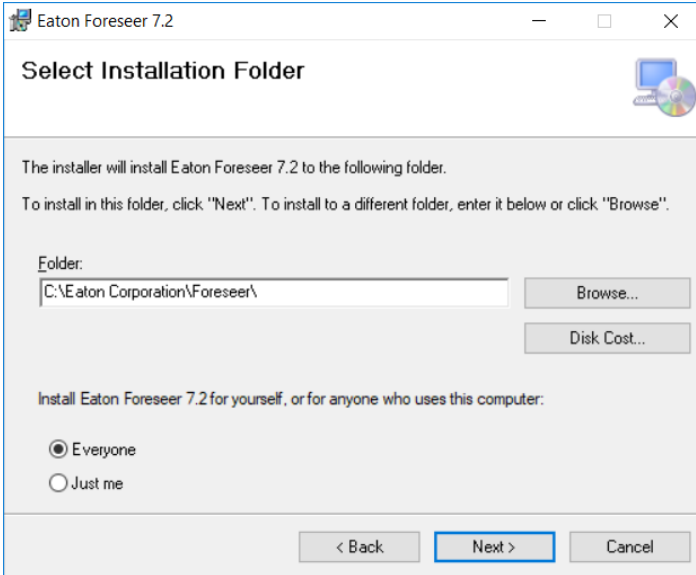 Eaton Foreseer 7.2
Select Installation Folder
The installer will install Eaton Foreseer 7.2 to the following folder.
To install in this folder, click "Next". To install to a different folder, enter it below or click "Browse".
Folder:
C:\Eaton Corporation\Foreseer\
Browse...
Disk Cost...
Install Eaton Foreseer 7.2 for yourself, or for anyone who uses this computer:
Everyone
Just me
< Back Next > Cancel